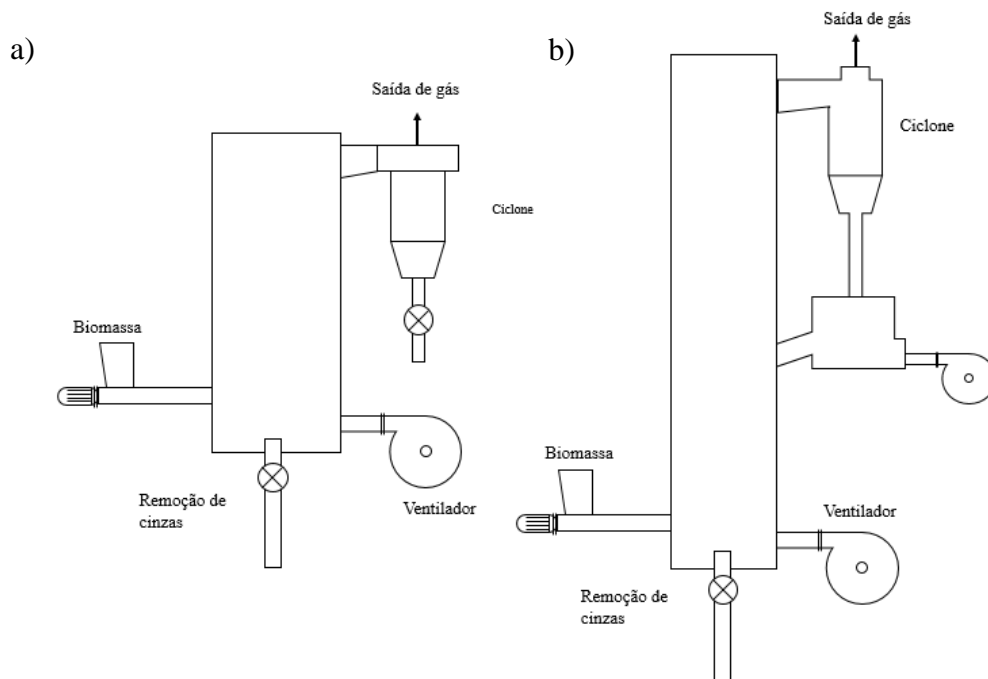 a)
Saída de gás
Ciclone
Biomassa
Remoção de
cinzas
Ventilador
b)
Saída de gás
Ciclone
Biomassa
Ventilador
Remoção de
cinzas